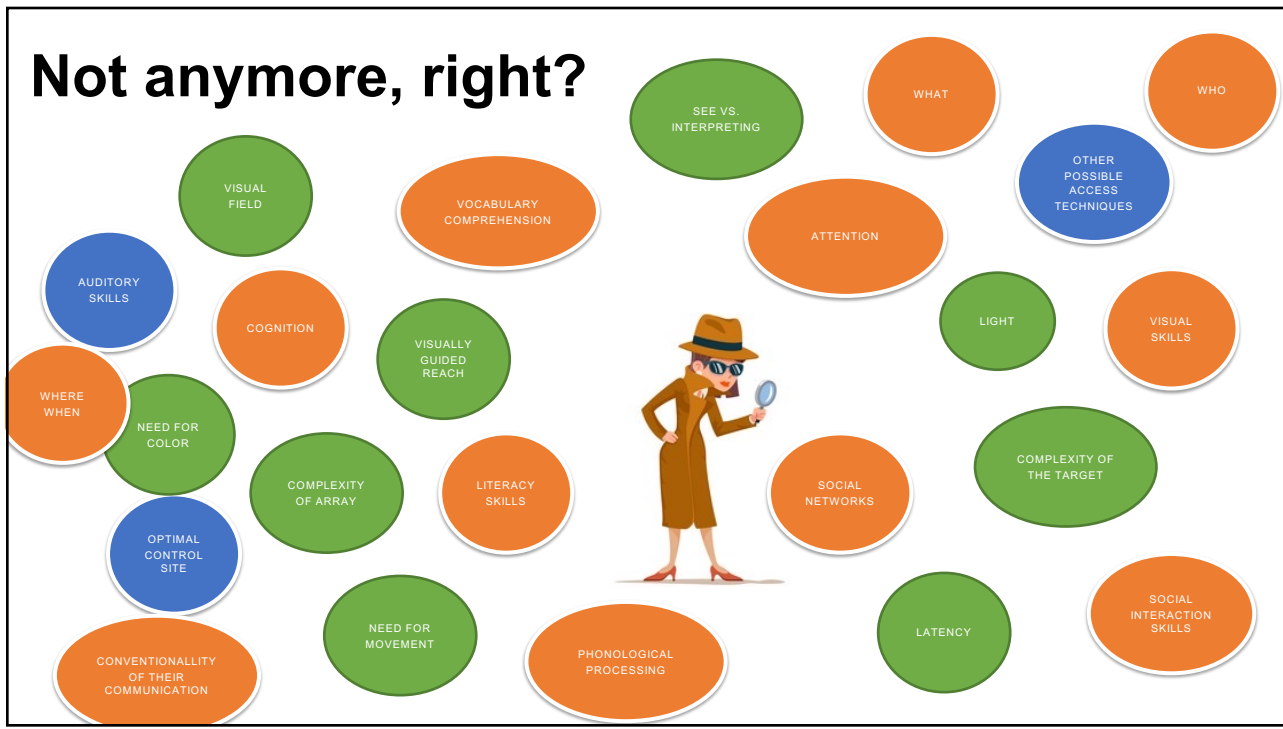 Not anymore, right?
SEE VS.
INTERPRETING
WHAT
WHO
OTHER
POSSIBLE
ACCESS
TECHNIQUES
VISUAL
FIELD
VOCABULARY
COMPREHENSION
ATTENTION
AUDITORY
SKILLS
COGNITION
VISUALLY
GUIDED
REACH
LIGHT
VISUAL
SKILLS
WHERE
WHEN
NEED FOR
COLOR
COMPLEXITY
OF ARRAY
LITERACY
SKILLS
SOCIAL
NETWORKS
COMPLEXITY OF
THE TARGET
OPTIMAL
CONTROL
SITE
NEED FOR
MOVEMENT
PHONOLOGICAL
PROCESSING
LATENCY
SOCIAL
INTERACTION
SKILLS
CONVENTIONALLITY
OF THEIR
COMMUNICATION